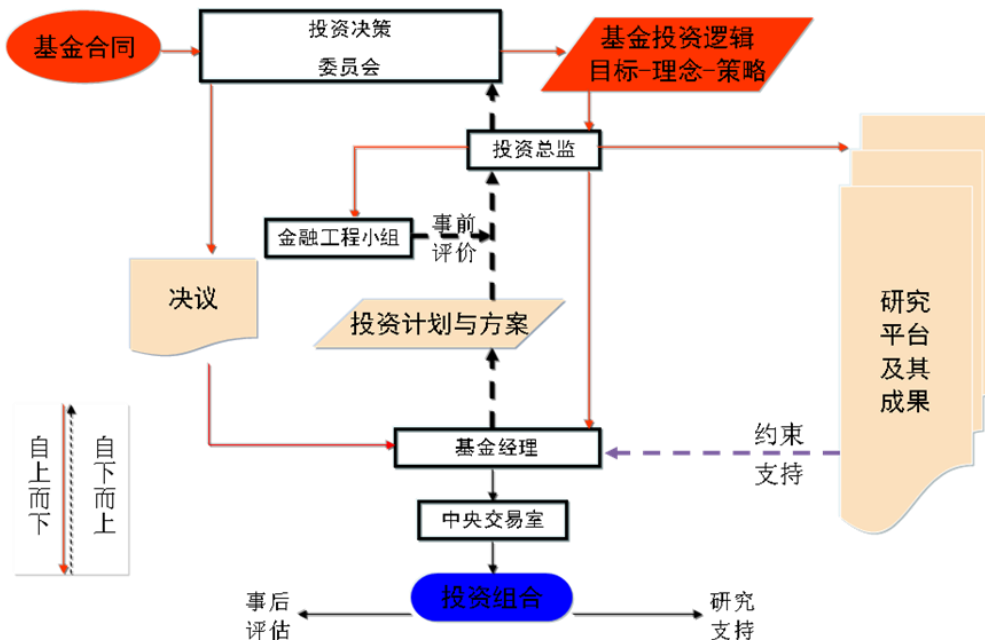 基金合同
投资决策
委员会
基金投资逻辑
目标-理念-策略
投资总监
金融工程小组
事前
评价
决议
投资计划与方案
研究
平台
及其
成果
自上而下
自下而上
基金经理
约束
支持
中央交易室
投资组合
事后
评估
研究
支持